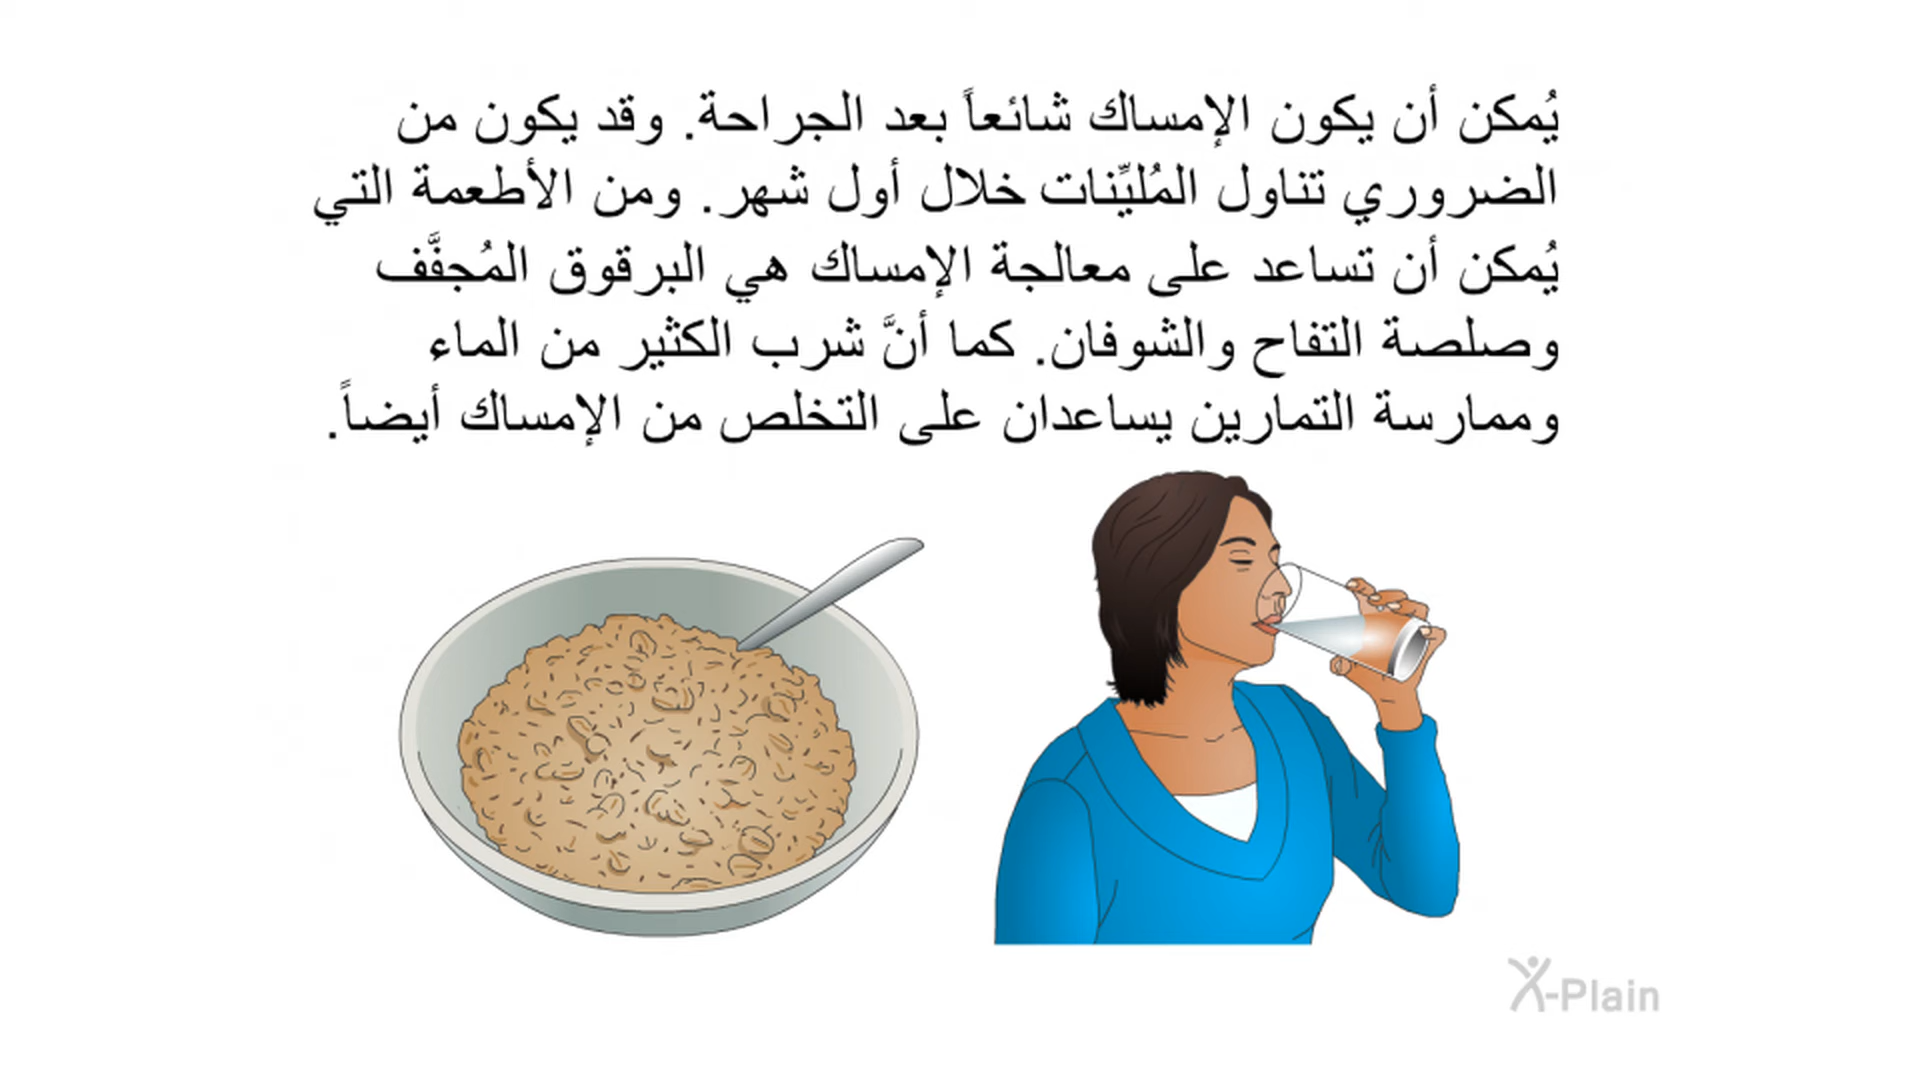 يُمكن أن يكون الإمساك شائعاً بعد الجراحة. وقد يكون من
الضروري تناول المُليِّنات خلال أول شهر. ومن الأطعمة التي
يُمكن أن تساعد على معالجة الإمساك هي البرقوق المُجفَّف
وصلصة التفاح والشوفان. كما أنَّ شرب الكثير من الماء
وممارسة التمارين يساعدان على التخلص من الإمساك أيضاً.
X-Plain